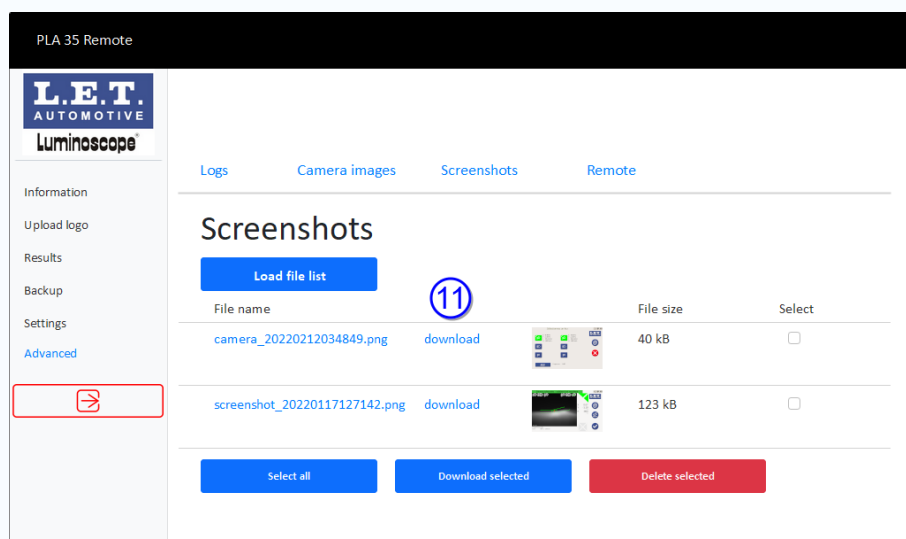 PLA 35 Remote
L.E.T.
AUTOMOTIVE
Luminoscope®
Information
Upload logo
Results
Backup
Settings
Advanced
Logs Camera images Screenshots Remote
Screenshots
Load file list
11
File name File size Select
camera_20220212034849.png download 40 kB
screenshot_20220117127142.png download 123 kB
Select all Download selected Delete selected